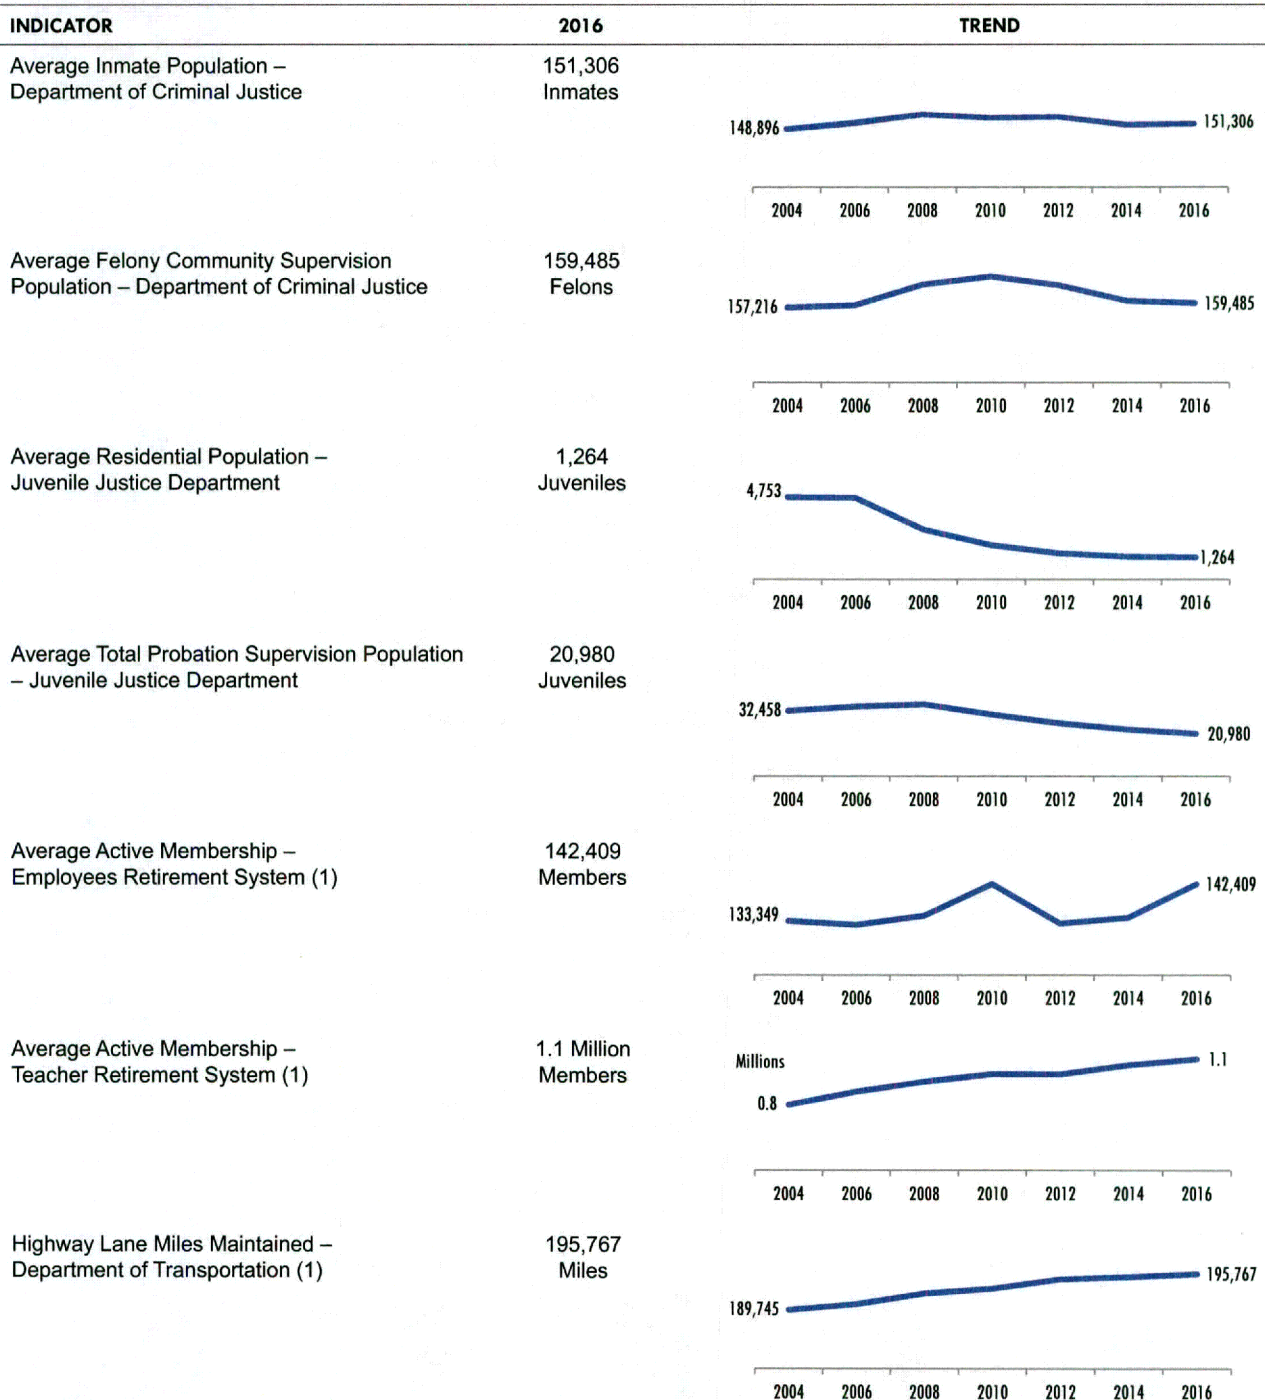 INDICATOR 2016 TREND
Average Inmate Population –
Department of Criminal Justice
151,306
Inmates
148,896
151,306
2004 2006 2008 2010 2012 2014 2016
Average Felony Community Supervision
Population – Department of Criminal Justice
159,485
Felons
157,216
159,485
2004 2006 2008 2010 2012 2014 2016
Average Residential Population –
Juvenile Justice Department
1,264
Juveniles
4,753
1,264
2004 2006 2008 2010 2012 2014 2016
Average Total Probation Supervision Population
– Juvenile Justice Department
20,980
Juveniles
32,458
20,980
2004 2006 2008 2010 2012 2014 2016
Average Active Membership –
Employees Retirement System (1)
142,409
Members
133,349
142,409
2004 2006 2008 2010 2012 2014 2016
Average Active Membership –
Teacher Retirement System (1)
1.1 Million
Members
Millions
0.8
1.1
2004 2006 2008 2010 2012 2014 2016
Highway Lane Miles Maintained –
Department of Transportation (1)
195,767
Miles
189,745
195,767
2004 2006 2008 2010 2012 2014 2016